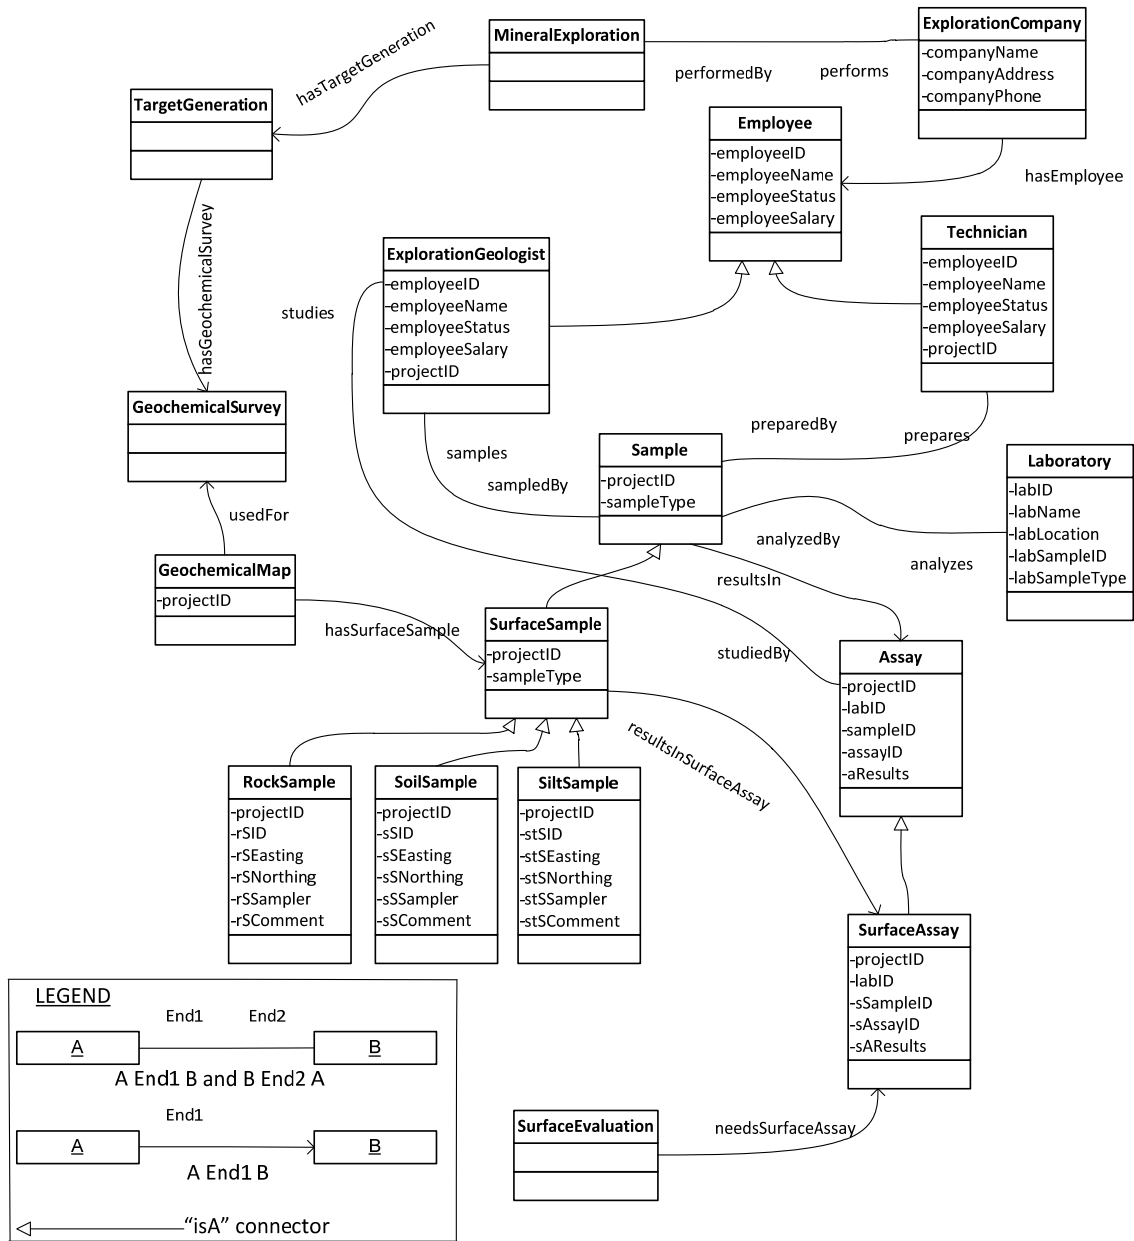 MineralExploration
ExplorationCompany
-companyName
-companyAddress
-companyPhone
performedBy
performs
hasTargetGeneration
TargetGeneration
Employee
-employeeID
-employeeName
-employeeStatus
-employeeSalary
hasEmployee
Technician
-employeeID
-employeeName
-employeeStatus
-employeeSalary
-projectID
ExplorationGeologist
-employeeID
-employeeName
-employeeStatus
-employeeSalary
-projectID
studies
hasGeochemicalSurvey
GeochemicalSurvey
samples
sampledBy
Sample
-projectID
-sampleType
preparedBy
prepares
Laboratory
-labID
-labName
-labLocation
-labSampleID
-labSampleType
analyzedBy
analyzes
usedFor
GeochemicalMap
-projectID
hasSurfaceSample
resultsIn
SurfaceSample
-projectID
-sampleType
studiedBy
Assay
-projectID
-labID
-sampleID
-assayID
-aResults
resultsInSurfaceAssay
RockSample
-projectID
-rSID
-rSEasting
-rSNorthing
-rSSampler
-rSComment
SoilSample
-projectID
-sSID
-sSEasting
-sSNorthing
-sSSampler
-sSComment
SiltSample
-projectID
-stSID
-stSEasting
-stSNorthing
-stSSampler
-stSComment
SurfaceAssay
-projectID
-labID
-sSampleID
-sAssayID
-sAResults
SurfaceEvaluation
needsSurfaceAssay
LEGEND
End1 End2
A B
A End1 B and B End2 A
End1
A B
A End1 B
“isA” connector